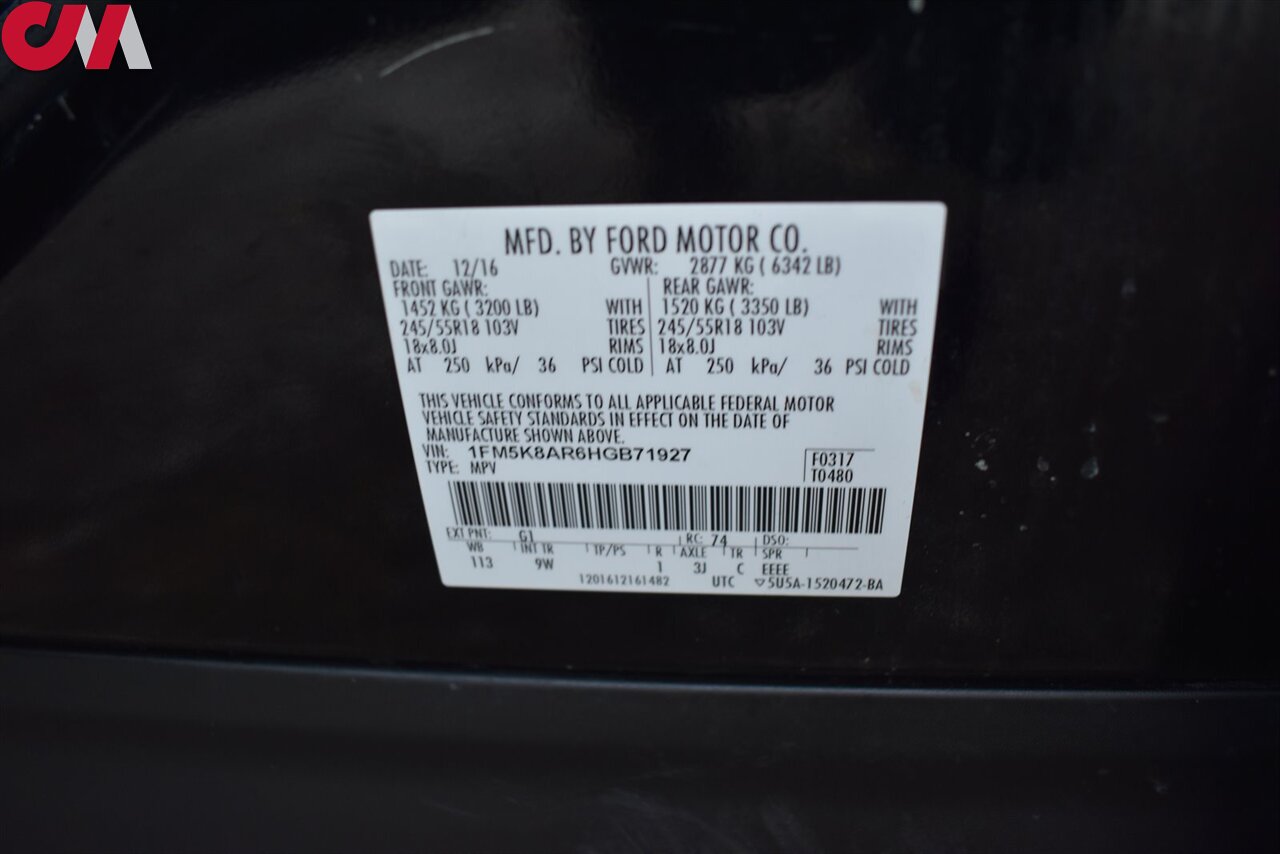 CM
MFD. BY FORD MOTOR CO.
DATE: 12/16 GVWR: 2877 KG ( 6342 LB)
FRONT GAWR: REAR GAWR:
1452 KG ( 3200 LB) WITH 1520 KG ( 3350 LB) WITH
245/55R18 103V TIRES 245/55R18 103V TIRES
18x8.0J RIMS 18x8.0J RIMS
AT 250 kPa/ 36 PSI COLD AT 250 kPa/ 36 PSI COLD
THIS VEHICLE CONFORMS TO ALL APPLICABLE FEDERAL MOTOR
VEHICLE SAFETY STANDARDS IN EFFECT ON THE DATE OF
MANUFACTURE SHOWN ABOVE.
VIN: 1FM5K8AR6HGB71927 F0317
TYPE: MPV T0480
EXT PNT: G1 RC: 74 DSO:
WB INT TR TP/PS R AXLE TR SPR
113 9W 1 3J C EEEE
1201612161482 UTC ▽5U5A-1520472-BA